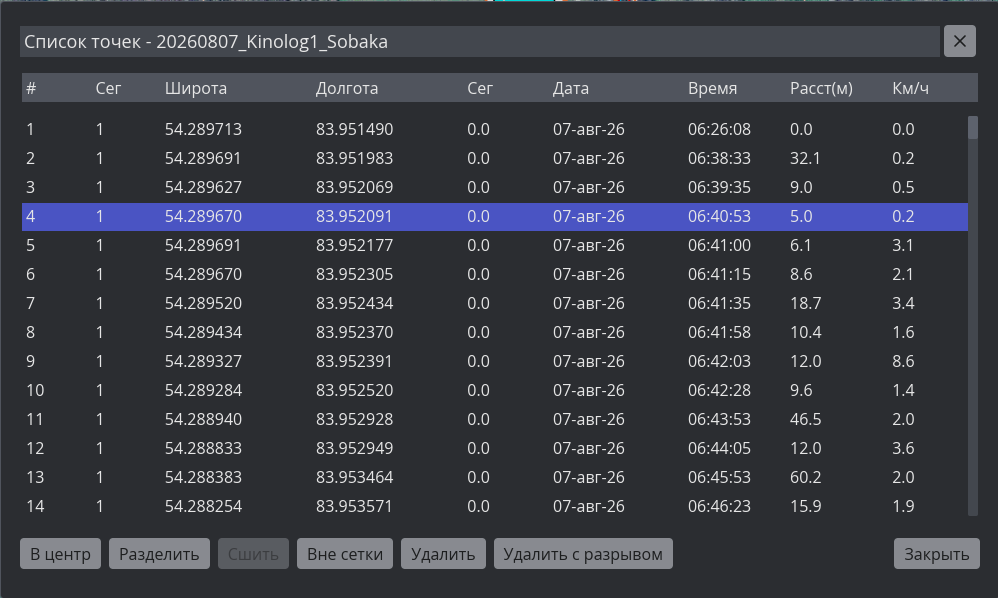 Список точек - 20260807_Kinolog1_Sobaka
# Сег Широта Долгота Сег Дата Время Расст(м) Км/ч
1 1 54.289713 83.951490 0.0 07-авг-26 06:26:08 0.0 0.0
2 1 54.289691 83.951983 0.0 07-авг-26 06:38:33 32.1 0.2
3 1 54.289627 83.952069 0.0 07-авг-26 06:39:35 9.0 0.5
4 1 54.289670 83.952091 0.0 07-авг-26 06:40:53 5.0 0.2
5 1 54.289691 83.952177 0.0 07-авг-26 06:41:00 6.1 3.1
6 1 54.289670 83.952305 0.0 07-авг-26 06:41:15 8.6 2.1
7 1 54.289520 83.952434 0.0 07-авг-26 06:41:35 18.7 3.4
8 1 54.289434 83.952370 0.0 07-авг-26 06:41:58 10.4 1.6
9 1 54.289327 83.952391 0.0 07-авг-26 06:42:03 12.0 8.6
10 1 54.289284 83.952520 0.0 07-авг-26 06:42:28 9.6 1.4
11 1 54.288940 83.952928 0.0 07-авг-26 06:43:53 46.5 2.0
12 1 54.288833 83.952949 0.0 07-авг-26 06:44:05 12.0 3.6
13 1 54.288383 83.953464 0.0 07-авг-26 06:45:53 60.2 2.0
14 1 54.288254 83.953571 0.0 07-авг-26 06:46:23 15.9 1.9
В центр Разделить Сшить Вне сетки Удалить Удалить с разрывом Закрыть